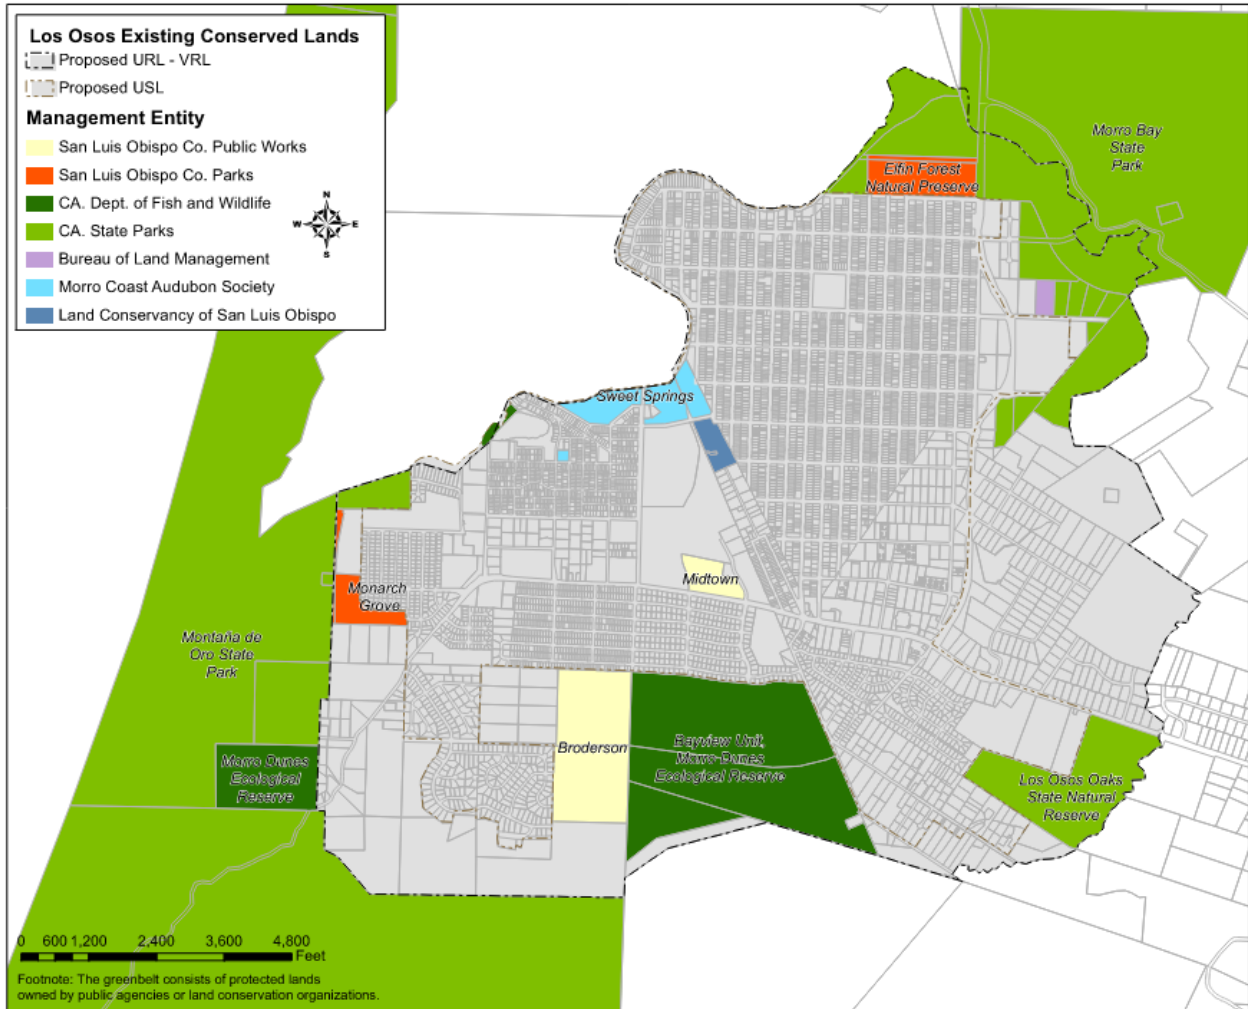 Los Osos Existing Conserved Lands
Proposed URL - VRL
Proposed USL
Management Entity
San Luis Obispo Co. Public Works
San Luis Obispo Co. Parks
CA. Dept. of Fish and Wildlife
CA. State Parks
Bureau of Land Management
Morro Coast Audubon Society
Land Conservancy of San Luis Obispo
N
W E
S
Morro Bay
State
Park
Elfin Forest
Natural Preserve
Sweet Springs
Midtown
Monarch
Grove
Montaña de
Oro State
Park
Broderson
Bayview Unit,
Morro Dunes
Ecological Reserve
Morro Dunes
Ecological
Reserve
Los Osos Oaks
State Natural
Reserve
0 600 1,200 2,400 3,600 4,800
Feet
Footnote: The greenbelt consists of protected lands
owned by public agencies or land conservation organizations.